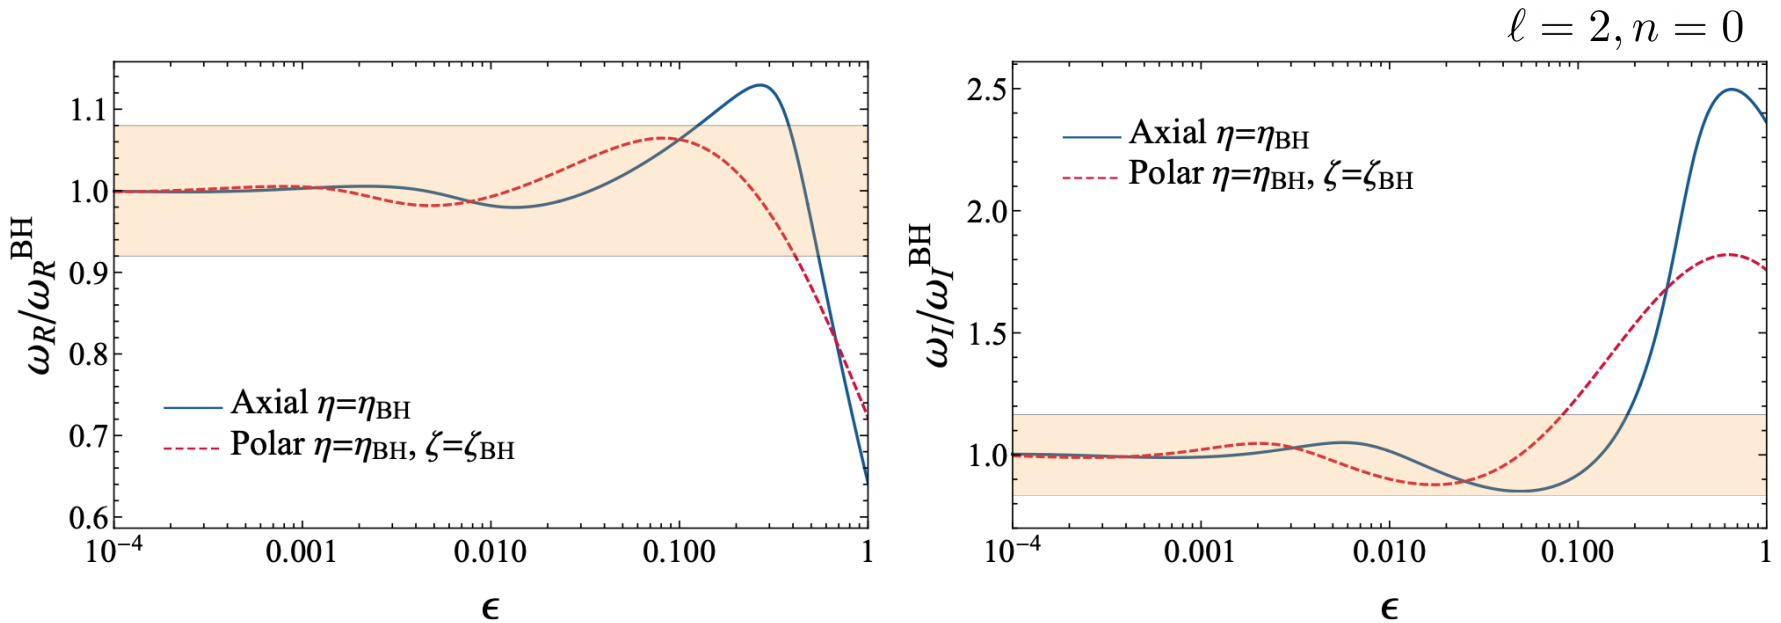 ℓ = 2, n = 0
ω_R/ω_R^BH
1.1
1.0
0.9
0.8
0.7
0.6
Axial η=η_BH
Polar η=η_BH, ζ=ζ_BH
10^−4
0.001
0.010
0.100
1
ϵ
ω_I/ω_I^BH
2.5
2.0
1.5
1.0
Axial η=η_BH
Polar η=η_BH, ζ=ζ_BH
10^−4
0.001
0.010
0.100
1
ϵ